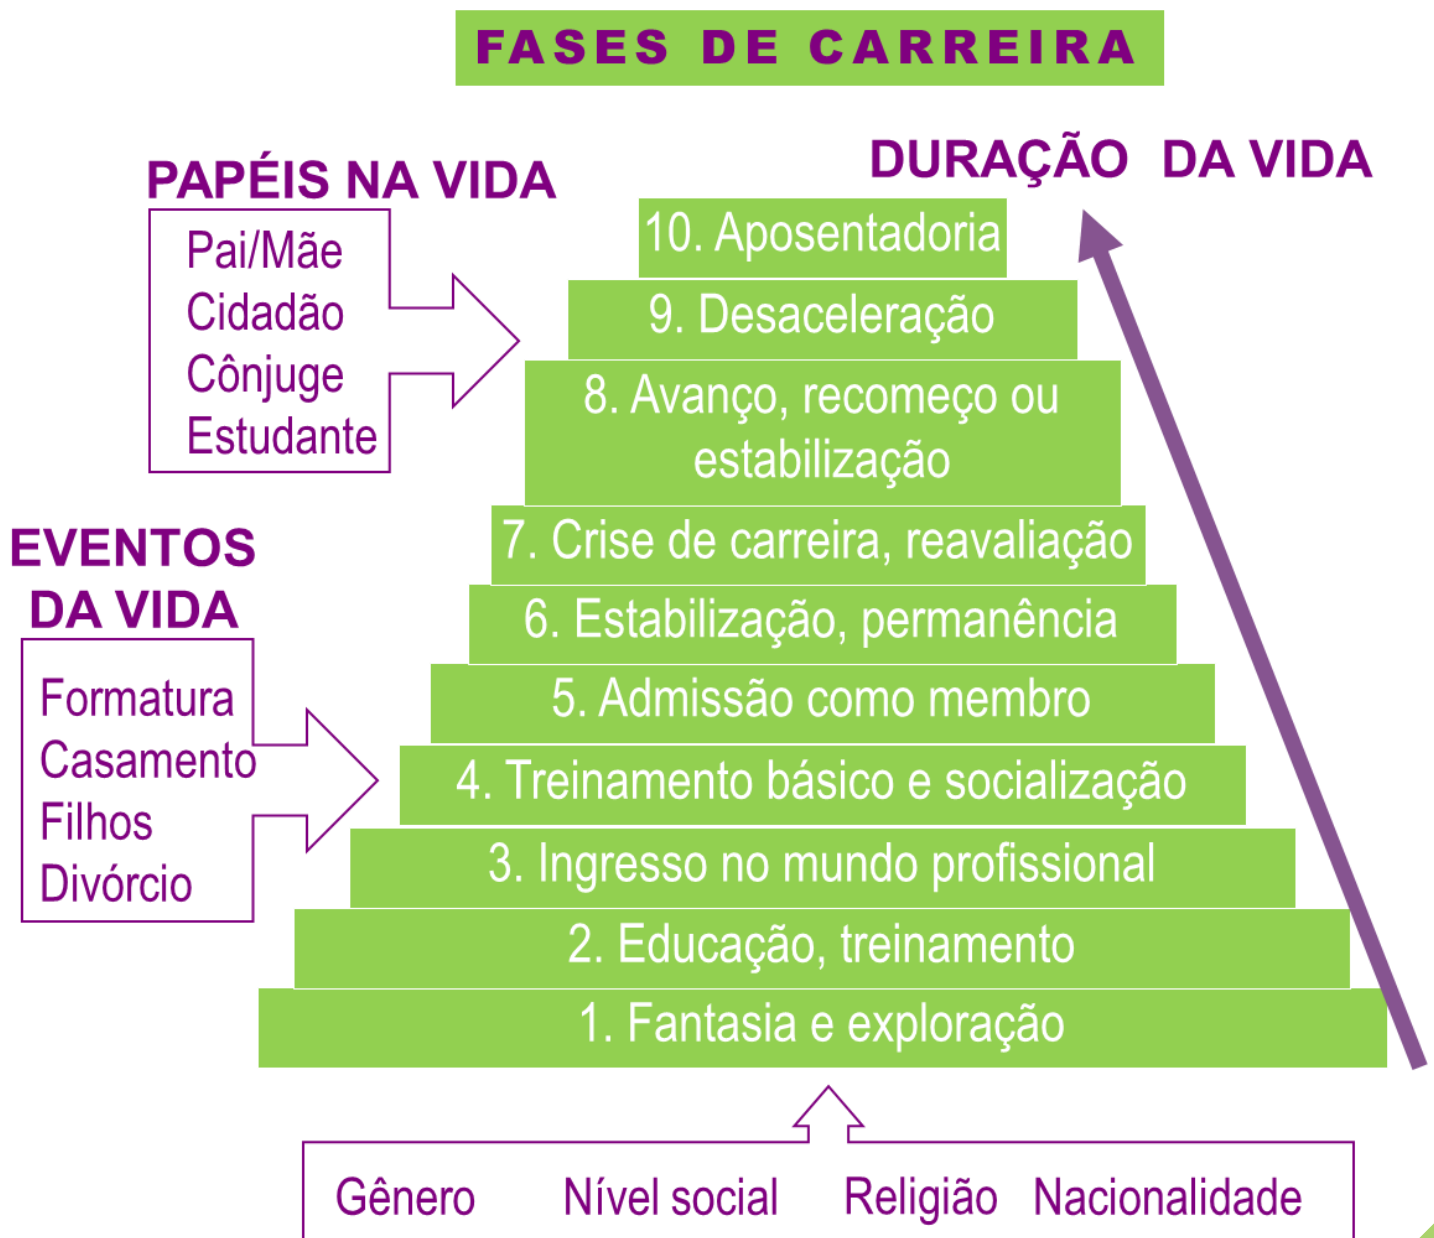 FASES DE CARREIRA
DURAÇÃO DA VIDA
PAPÉIS NA VIDA
Pai/Mãe
Cidadão
Cônjuge
Estudante
EVENTOS
DA VIDA
Formatura
Casamento
Filhos
Divórcio
10. Aposentadoria
9. Desaceleração
8. Avanço, recomeço ou
estabilização
7. Crise de carreira, reavaliação
6. Estabilização, permanência
5. Admissão como membro
4. Treinamento básico e socialização
3. Ingresso no mundo profissional
2. Educação, treinamento
1. Fantasia e exploração
Gênero Nível social Religião Nacionalidade